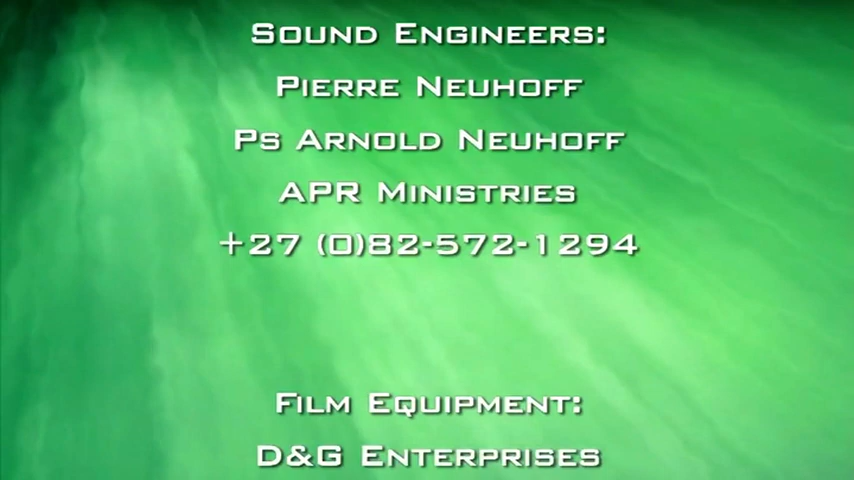 Sound Engineers:
Pierre Neuhoff
Ps Arnold Neuhoff
APR Ministries
+27 (0)82-572-1294
Film Equipment:
D&G Enterprises